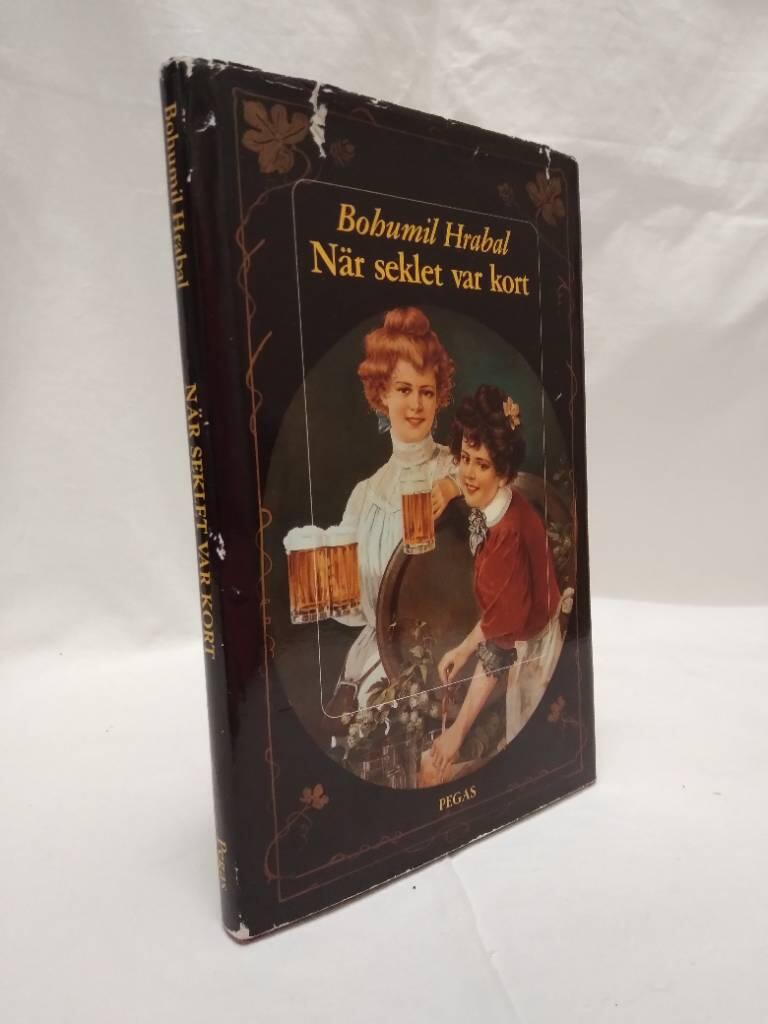 Bohumil Hrabal
När seklet var kort
PEGAS
Bohumil Hrabal
NÄR SEKLET VAR KORT
Pegas